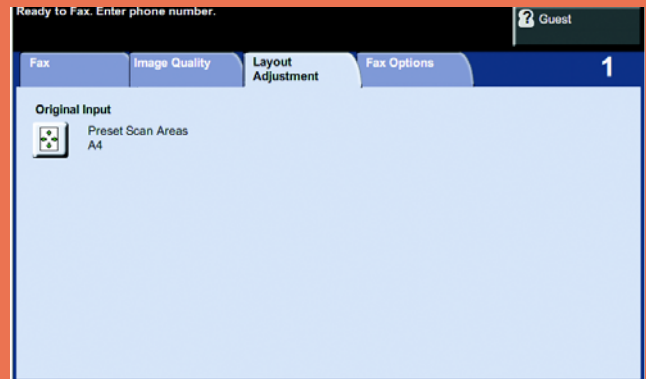 Ready to Fax. Enter phone number.
Guest
Fax
Image Quality
Layout
Adjustment
Fax Options
1
Original Input
Preset Scan Areas
A4